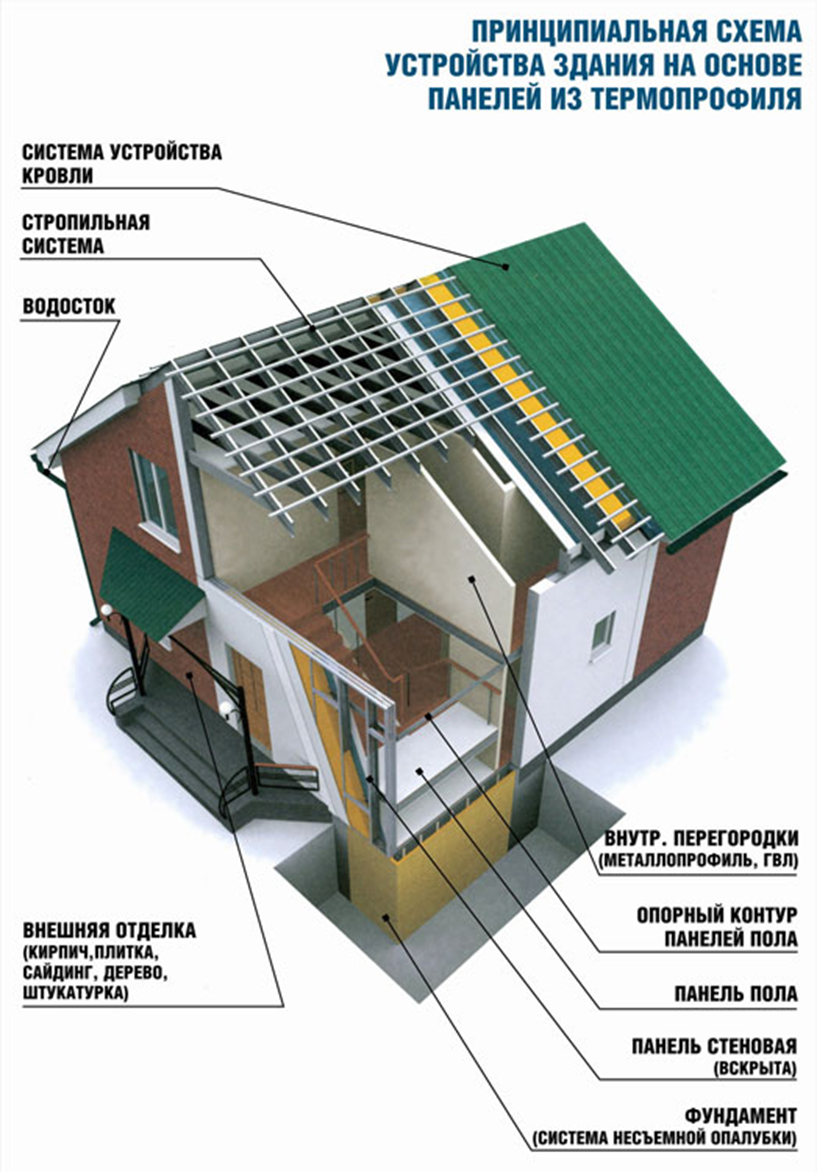 ПРИНЦИПИАЛЬНАЯ СХЕМА
УСТРОЙСТВА ЗДАНИЯ НА ОСНОВЕ
ПАНЕЛЕЙ ИЗ ТЕРМОПРОФИЛЯ
СИСТЕМА УСТРОЙСТВА
КРОВЛИ
СТРОПИЛЬНАЯ
СИСТЕМА
ВОДОСТОК
ВНУТР. ПЕРЕГОРОДКИ
(МЕТАЛЛОПРОФИЛЬ, ГВЛ)
ОПОРНЫЙ КОНТУР
ПАНЕЛЕЙ ПОЛА
ВНЕШНЯЯ ОТДЕЛКА
(КИРПИЧ,ПЛИТКА,
САЙДИНГ, ДЕРЕВО,
ШТУКАТУРКА)
ПАНЕЛЬ ПОЛА
ПАНЕЛЬ СТЕНОВАЯ
(ВСКРЫТА)
ФУНДАМЕНТ
(СИСТЕМА НЕСЪЕМНОЙ ОПАЛУБКИ)